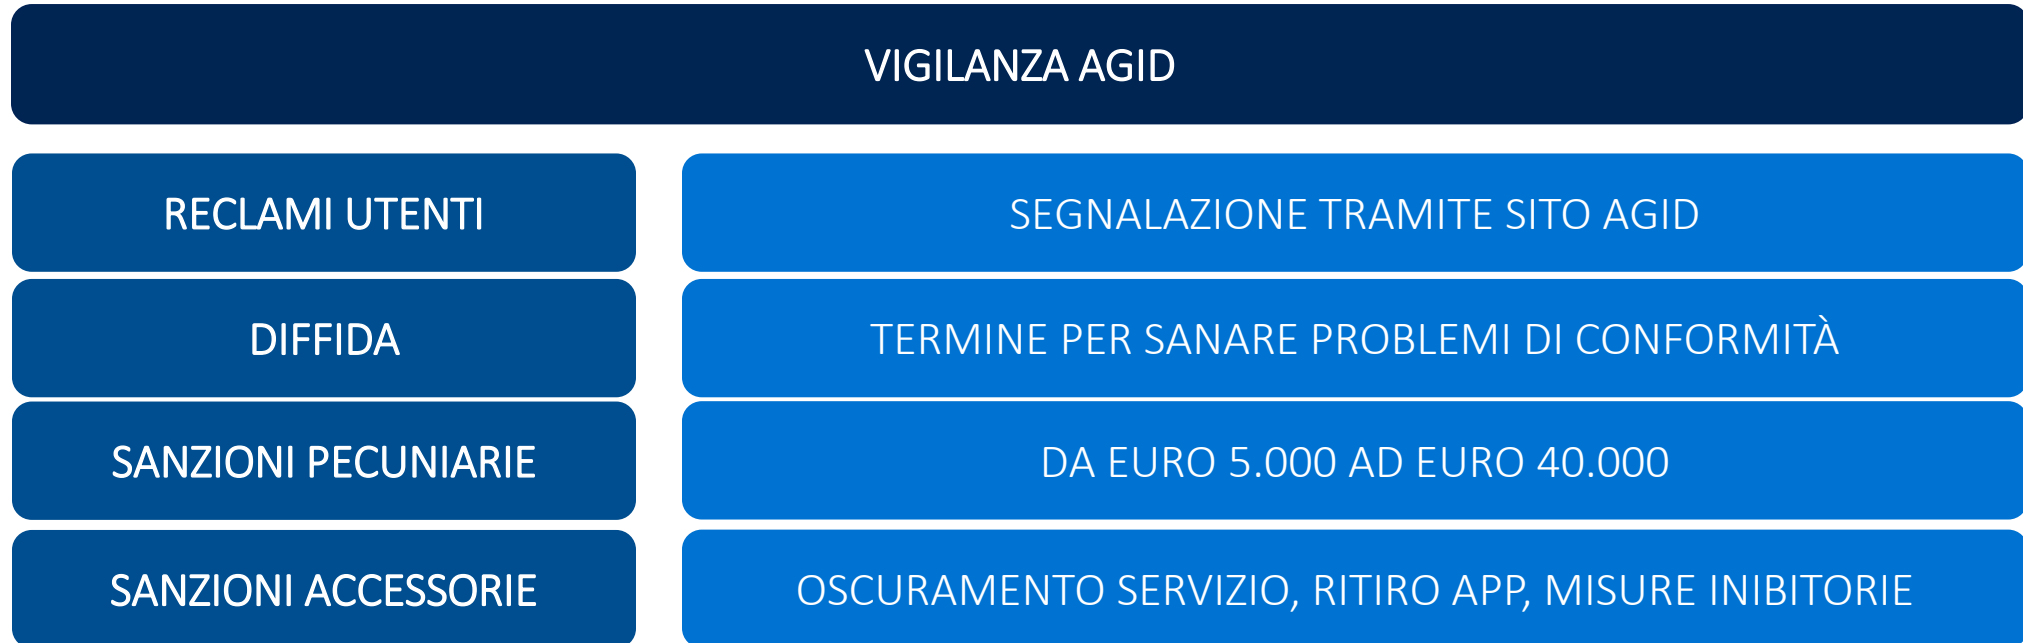 VIGILANZA AGID
RECLAMI UTENTI
SEGNALAZIONE TRAMITE SITO AGID
DIFFIDA
TERMINE PER SANARE PROBLEMI DI CONFORMITÀ
SANZIONI PECUNIARIE
DA EURO 5.000 AD EURO 40.000
SANZIONI ACCESSORIE
OSCURAMENTO SERVIZIO, RITIRO APP, MISURE INIBITORIE